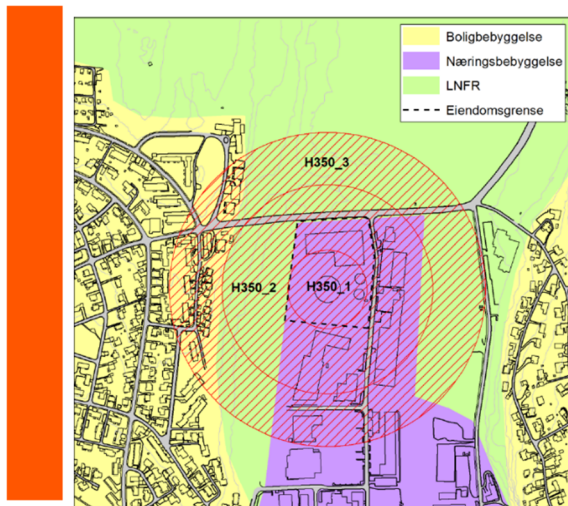 Boligbebyggelse
Næringsbebyggelse
LNFR
Eiendomsgrense
H350_3
H350_2
H350_1